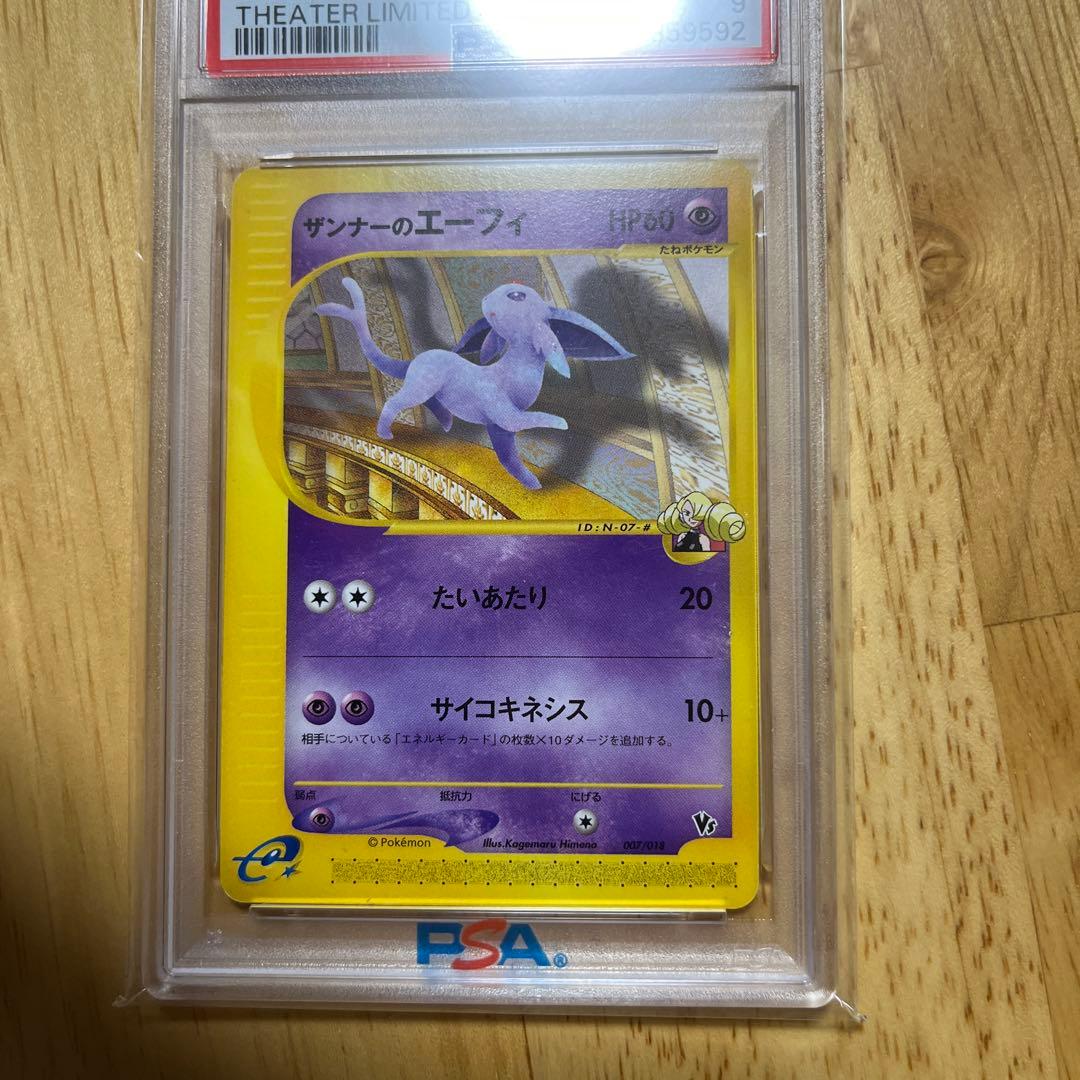 THEATER LIMITED
9
59592
ザンナーのエーフィ HP60
たねポケモン
ID:N-07-#
たいあたり 20
サイコキネシス 10+
相手についている「エネルギーカード」の枚数×10ダメージを追加する。
弱点 抵抗力 にげる
© Pokémon Illus.Kagemaru Himeno 007/018 Vs
e
PSA®